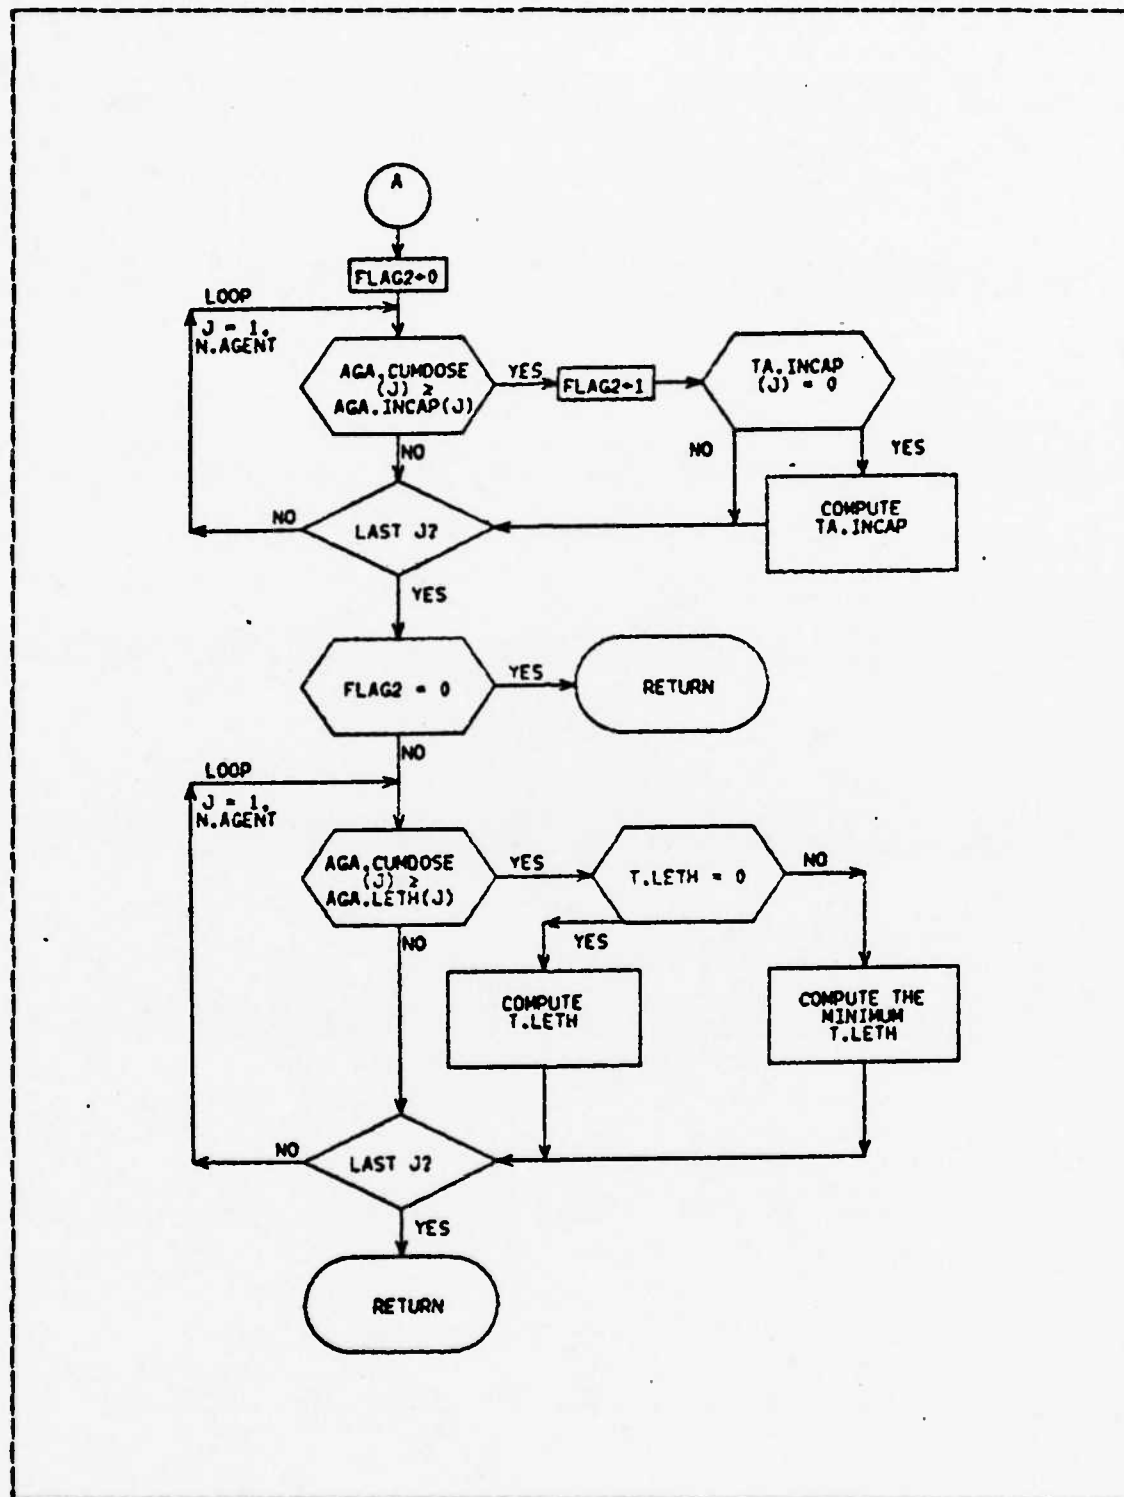 A
FLAG2←0
LOOP
J = 1,
N.AGENT
AGA.CUMDOSE
(J) ≥
AGA.INCAP(J)
YES
FLAG2←1
TA.INCAP
(J) = 0
NO
NO
YES
COMPUTE
TA.INCAP
LAST J?
NO
YES
FLAG2 = 0
YES
RETURN
NO
LOOP
J = 1,
N.AGENT
AGA.CUMDOSE
(J) ≥
AGA.LETH(J)
YES
T.LETH = 0
NO
NO
YES
COMPUTE
T.LETH
COMPUTE THE
MINIMUM
T.LETH
NO
LAST J?
YES
RETURN